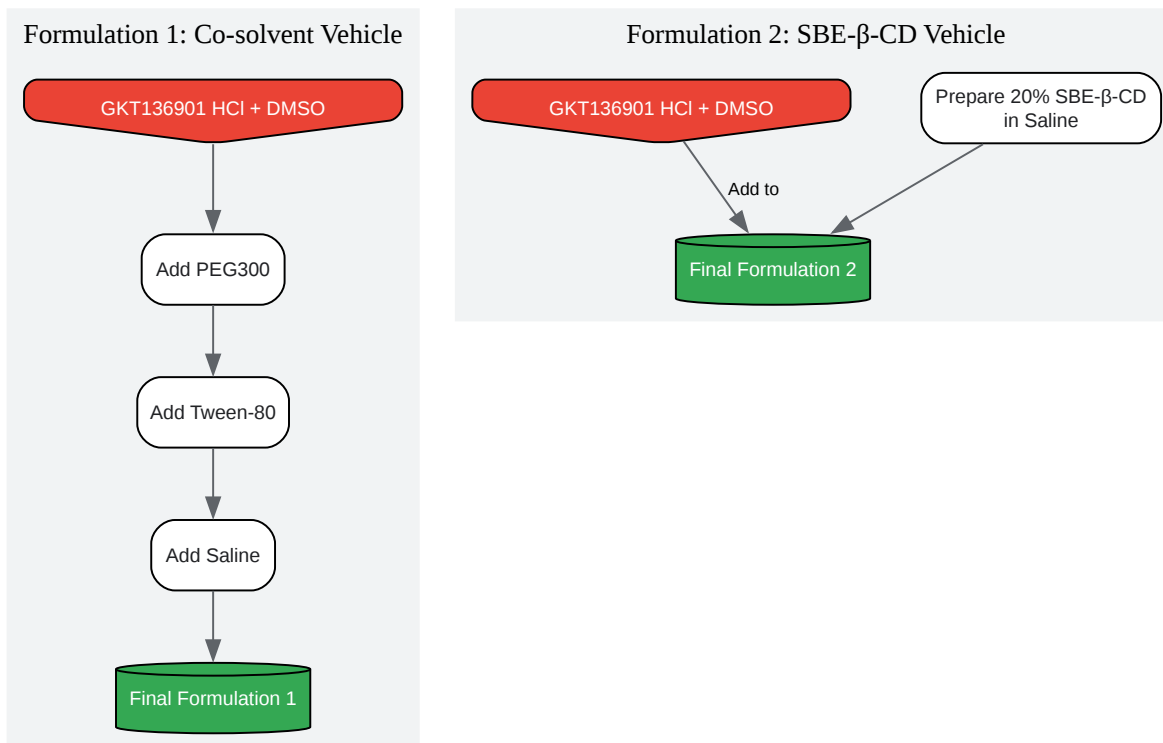 Formulation 1: Co-solvent Vehicle
GKT136901 HCl + DMSO
Add PEG300
Add Tween-80
Add Saline
Final Formulation 1
Formulation 2: SBE-β-CD Vehicle
GKT136901 HCl + DMSO
Prepare 20% SBE-β-CD
in Saline
Add to
Final Formulation 2